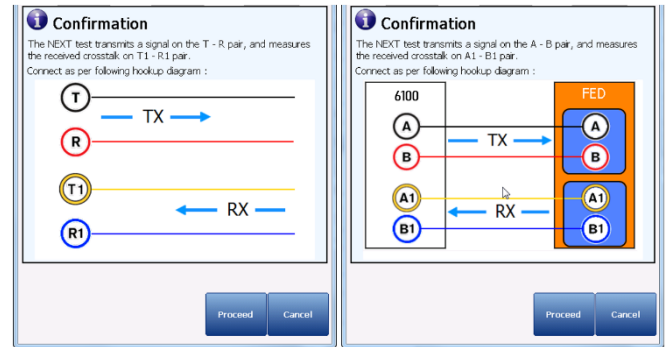 Confirmation
The NEXT test transmits a signal on the T - R pair, and measures
the received crosstalk on T1 - R1 pair.
Connect as per following hookup diagram :
T
TX
R
T1
RX
R1
Proceed
Cancel
Confirmation
The NEXT test transmits a signal on the A - B pair, and measures
the received crosstalk on A1 - B1 pair.
Connect as per following hookup diagram :
6100
FED
A
A
TX
B
B
A1
A1
RX
B1
B1
Proceed
Cancel